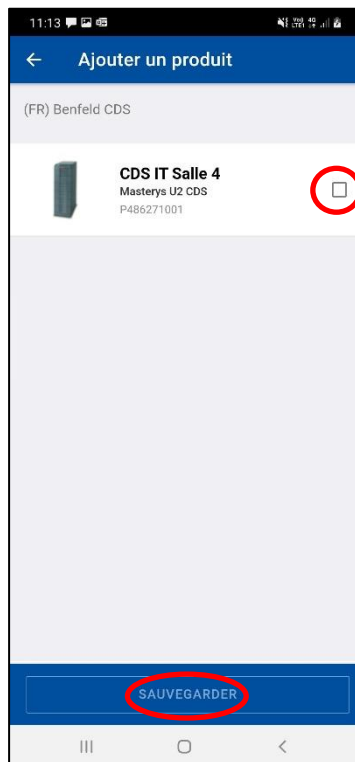 11:13
Ajouter un produit
(FR) Benfeld CDS
CDS IT Salle 4
Masterys U2 CDS
P486271001
SAUVEGARDER